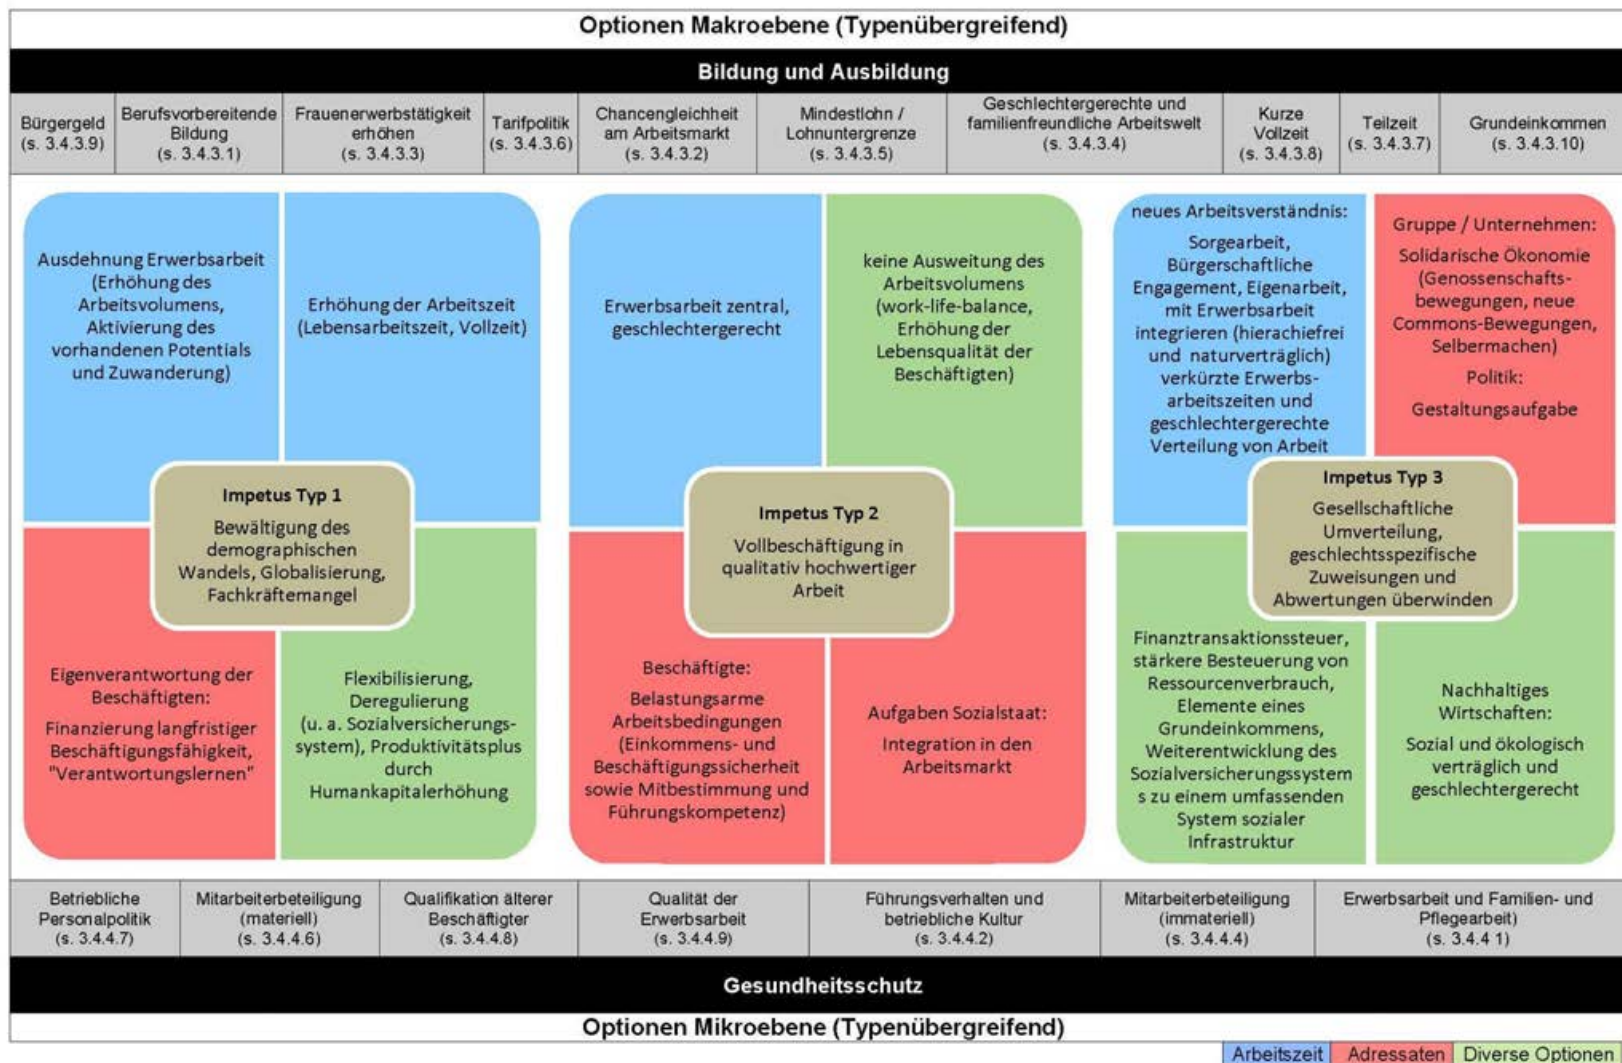 Optionen Makroebene (Typenübergreifend)
Bildung und Ausbildung
Bürgergeld
(s. 3.4.3.9)
Berufsvorbereitende
Bildung
(s. 3.4.3.1)
Frauenerwerbstätigkeit
erhöhen
(s. 3.4.3.3)
Tarifpolitik
(s. 3.4.3.6)
Chancengleichheit
am Arbeitsmarkt
(s. 3.4.3.2)
Mindestlohn /
Lohnuntergrenze
(s. 3.4.3.5)
Geschlechtergerechte und
familienfreundliche Arbeitswelt
(s. 3.4.3.4)
Kurze
Vollzeit
(s. 3.4.3.8)
Teilzeit
(s. 3.4.3.7)
Grundeinkommen
(s. 3.4.3.10)
Ausdehnung Erwerbsarbeit
(Erhöhung des
Arbeitsvolumens,
Aktivierung des
vorhandenen Potentials
und Zuwanderung)
Erhöhung der Arbeitszeit
(Lebensarbeitszeit, Vollzeit)
Impetus Typ 1
Bewältigung des
demographischen
Wandels, Globalisierung,
Fachkräftemangel
Eigenverantwortung der
Beschäftigten:
Finanzierung langfristiger
Beschäftigungsfähigkeit,
"Verantwortungslernen"
Flexibilisierung,
Deregulierung
(u. a. Sozialversicherungs-
system), Produktivitätsplus
durch
Humankapitalerhöhung
Erwerbsarbeit zentral,
geschlechtergerecht
keine Ausweitung des
Arbeitsvolumens
(work-life-balance,
Erhöhung der
Lebensqualität der
Beschäftigten)
Impetus Typ 2
Vollbeschäftigung in
qualitativ hochwertiger
Arbeit
Beschäftigte:
Belastungsarme
Arbeitsbedingungen
(Einkommens- und
Beschäftigungssicherheit
sowie Mitbestimmung und
Führungskompetenz)
Aufgaben Sozialstaat:
Integration in den
Arbeitsmarkt
neues Arbeitsverständnis:
Sorgearbeit,
Bürgerschaftliche
Engagement, Eigenarbeit,
mit Erwerbsarbeit
integrieren (hierachiefrei
und naturverträglich)
verkürzte Erwerbs-
arbeitszeiten und
geschlechtergerechte
Verteilung von Arbeit
Gruppe / Unternehmen:
Solidarische Ökonomie
(Genossenschafts-
bewegungen, neue
Commons-Bewegungen,
Selbermachen)
Politik:
Gestaltungsaufgabe
Impetus Typ 3
Gesellschaftliche
Umverteilung,
geschlechtsspezifische
Zuweisungen und
Abwertungen überwinden
Finanztransaktionssteuer,
stärkere Besteuerung von
Ressourcenverbrauch,
Elemente eines
Grundeinkommens,
Weiterentwicklung des
Sozialversicherungssystem
s zu einem umfassenden
System sozialer
Infrastruktur
Nachhaltiges
Wirtschaften:
Sozial und ökologisch
verträglich und
geschlechtergerecht
Betriebliche
Personalpolitik
(s. 3.4.4.7)
Mitarbeiterbeteiligung
(materiell)
(s. 3.4.4.6)
Qualifikation älterer
Beschäftigter
(s. 3.4.4.8)
Qualität der
Erwerbsarbeit
(s. 3.4.4.9)
Führungsverhalten und
betriebliche Kultur
(s. 3.4.4.2)
Mitarbeiterbeteiligung
(immateriell)
(s. 3.4.4.4)
Erwerbsarbeit und Familien- und
Pflegearbeit)
(s. 3.4.4 1)
Gesundheitsschutz
Optionen Mikroebene (Typenübergreifend)
Arbeitszeit
Adressaten
Diverse Optionen